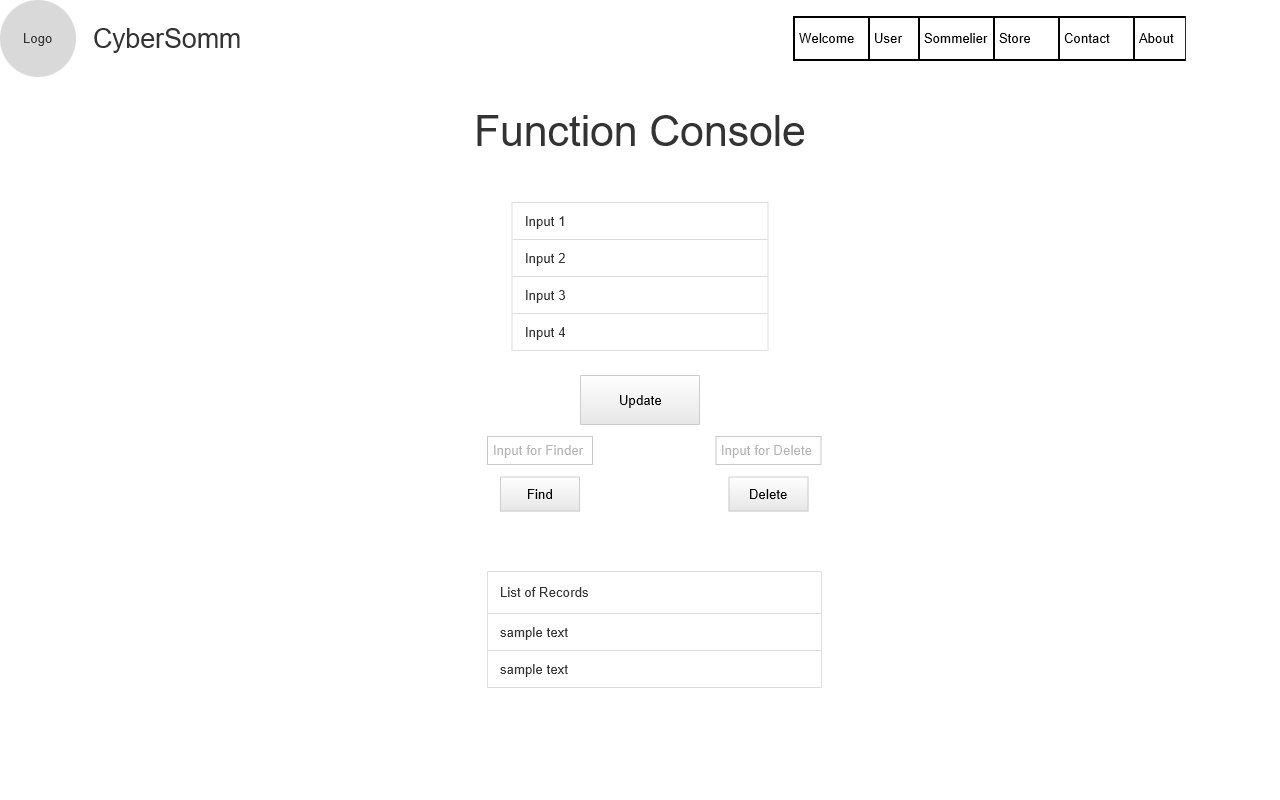 Logo
CyberSomm
Welcome User Sommelier Store Contact About
Function Console
Input 1
Input 2
Input 3
Input 4
Update
Input for Finder Input for Delete
Find Delete
List of Records
sample text
sample text